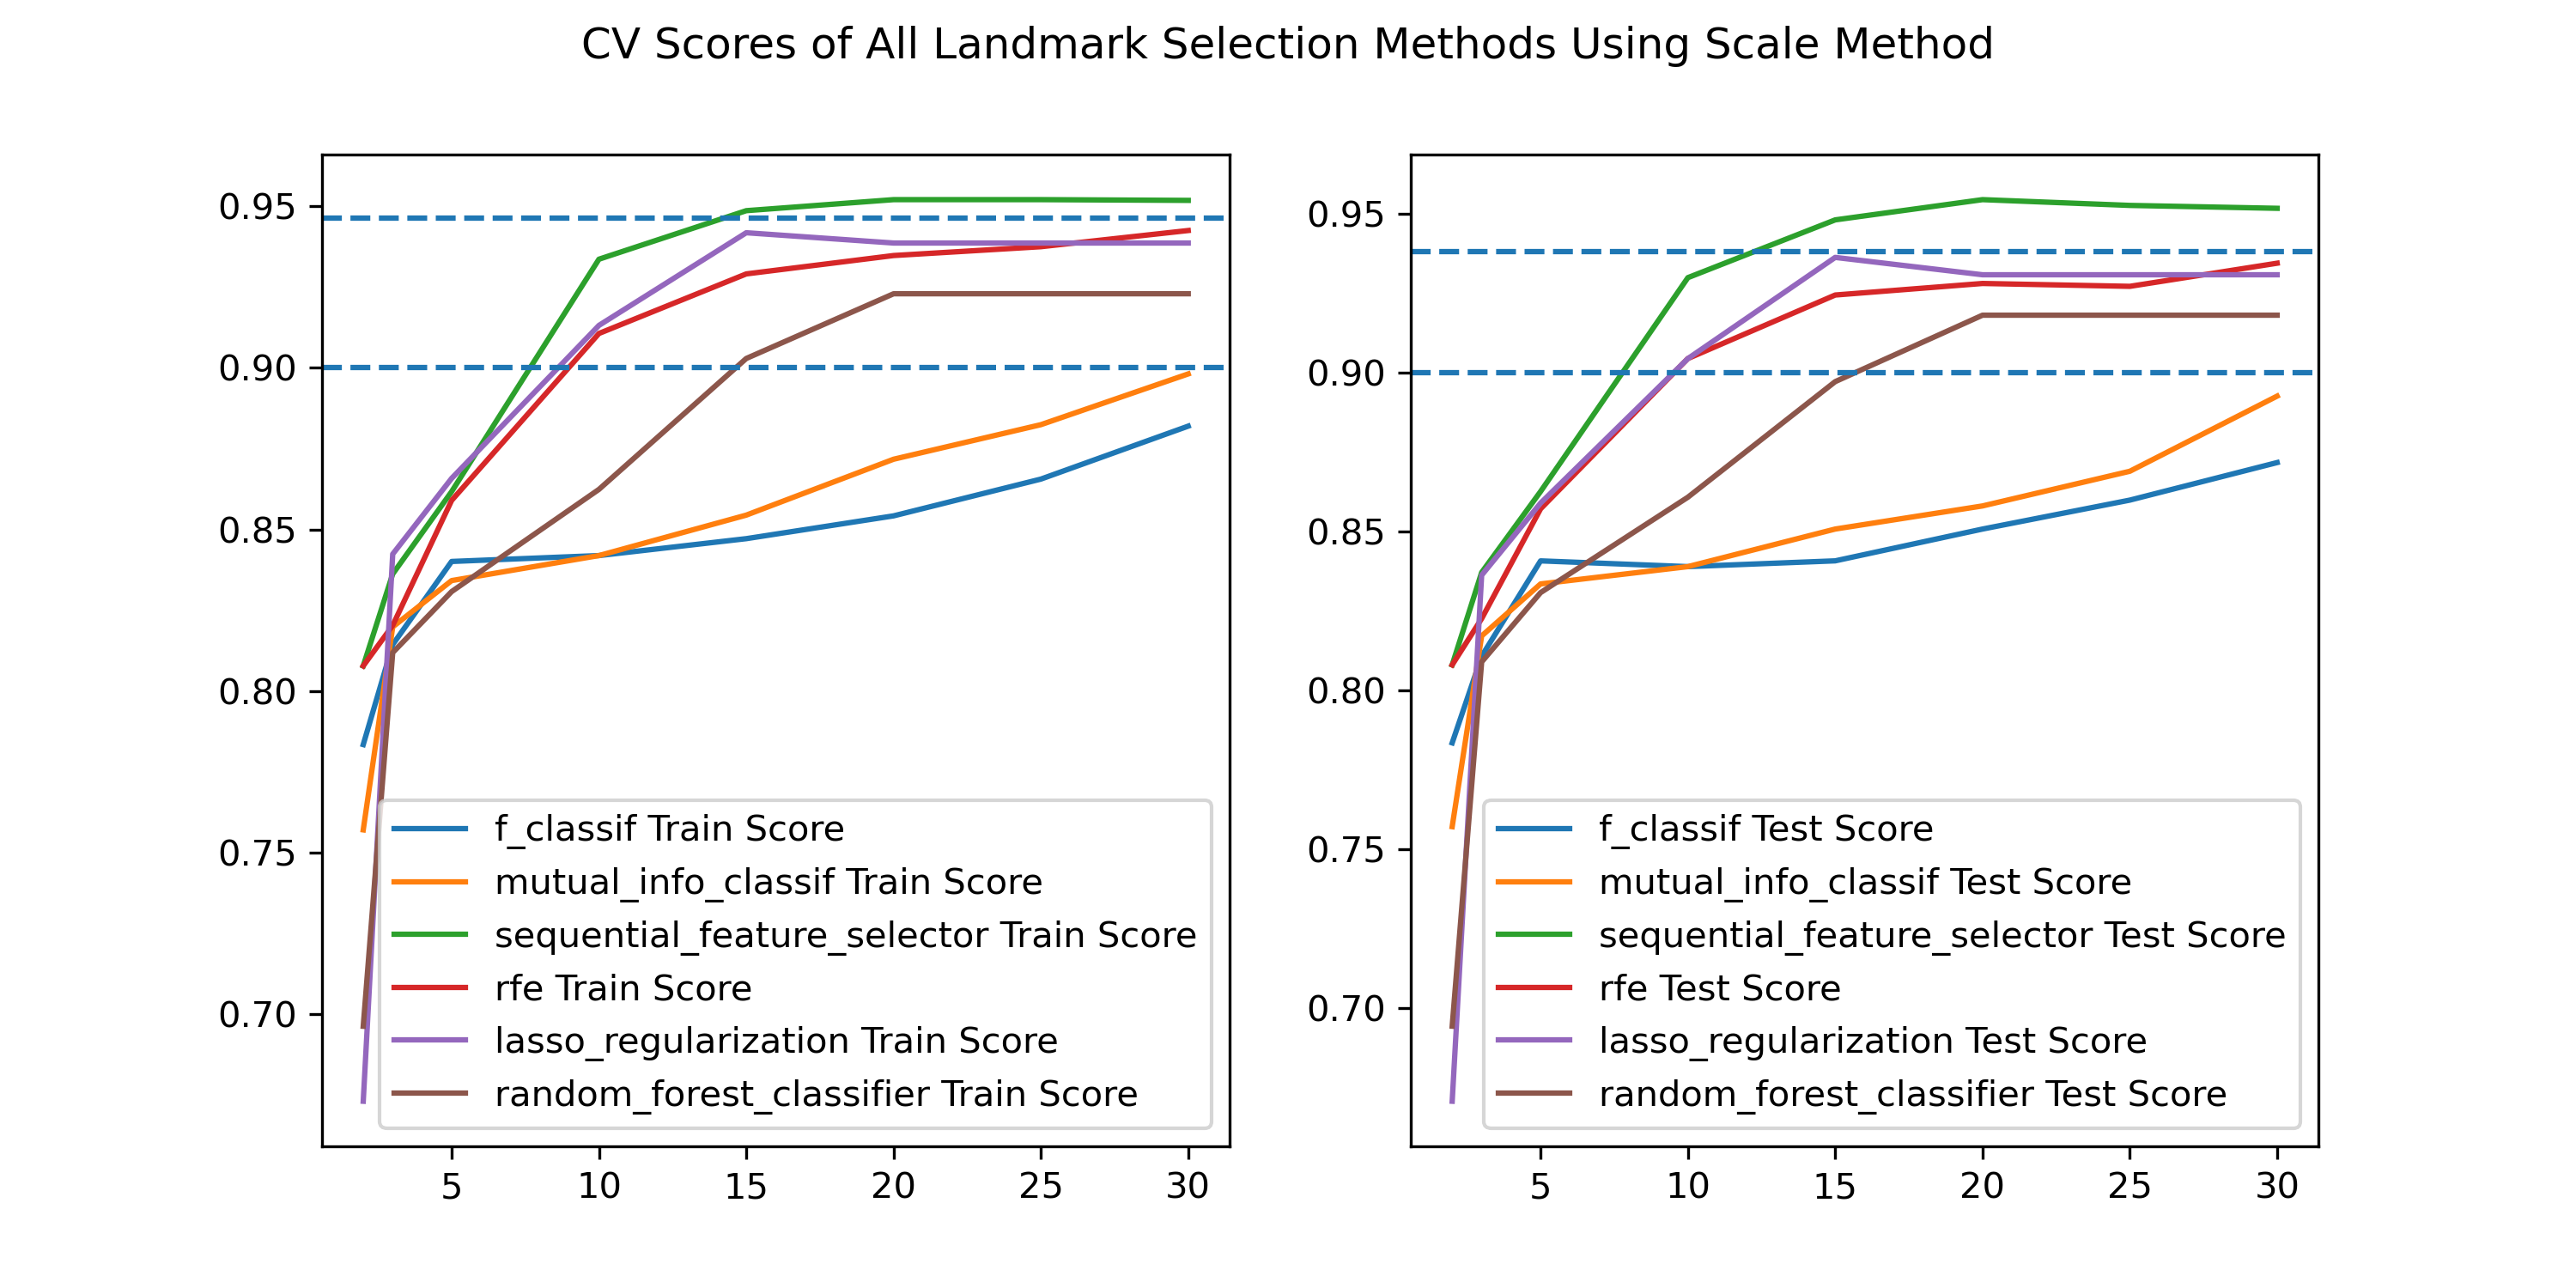 CV Scores of All Landmark Selection Methods Using Scale Method
0.95
0.90
0.85
0.80
0.75
0.70
f_classif Train Score
mutual_info_classif Train Score
sequential_feature_selector Train Score
rfe Train Score
lasso_regularization Train Score
random_forest_classifier Train Score
5 10 15 20 25 30
0.95
0.90
0.85
0.80
0.75
0.70
f_classif Test Score
mutual_info_classif Test Score
sequential_feature_selector Test Score
rfe Test Score
lasso_regularization Test Score
random_forest_classifier Test Score
5 10 15 20 25 30